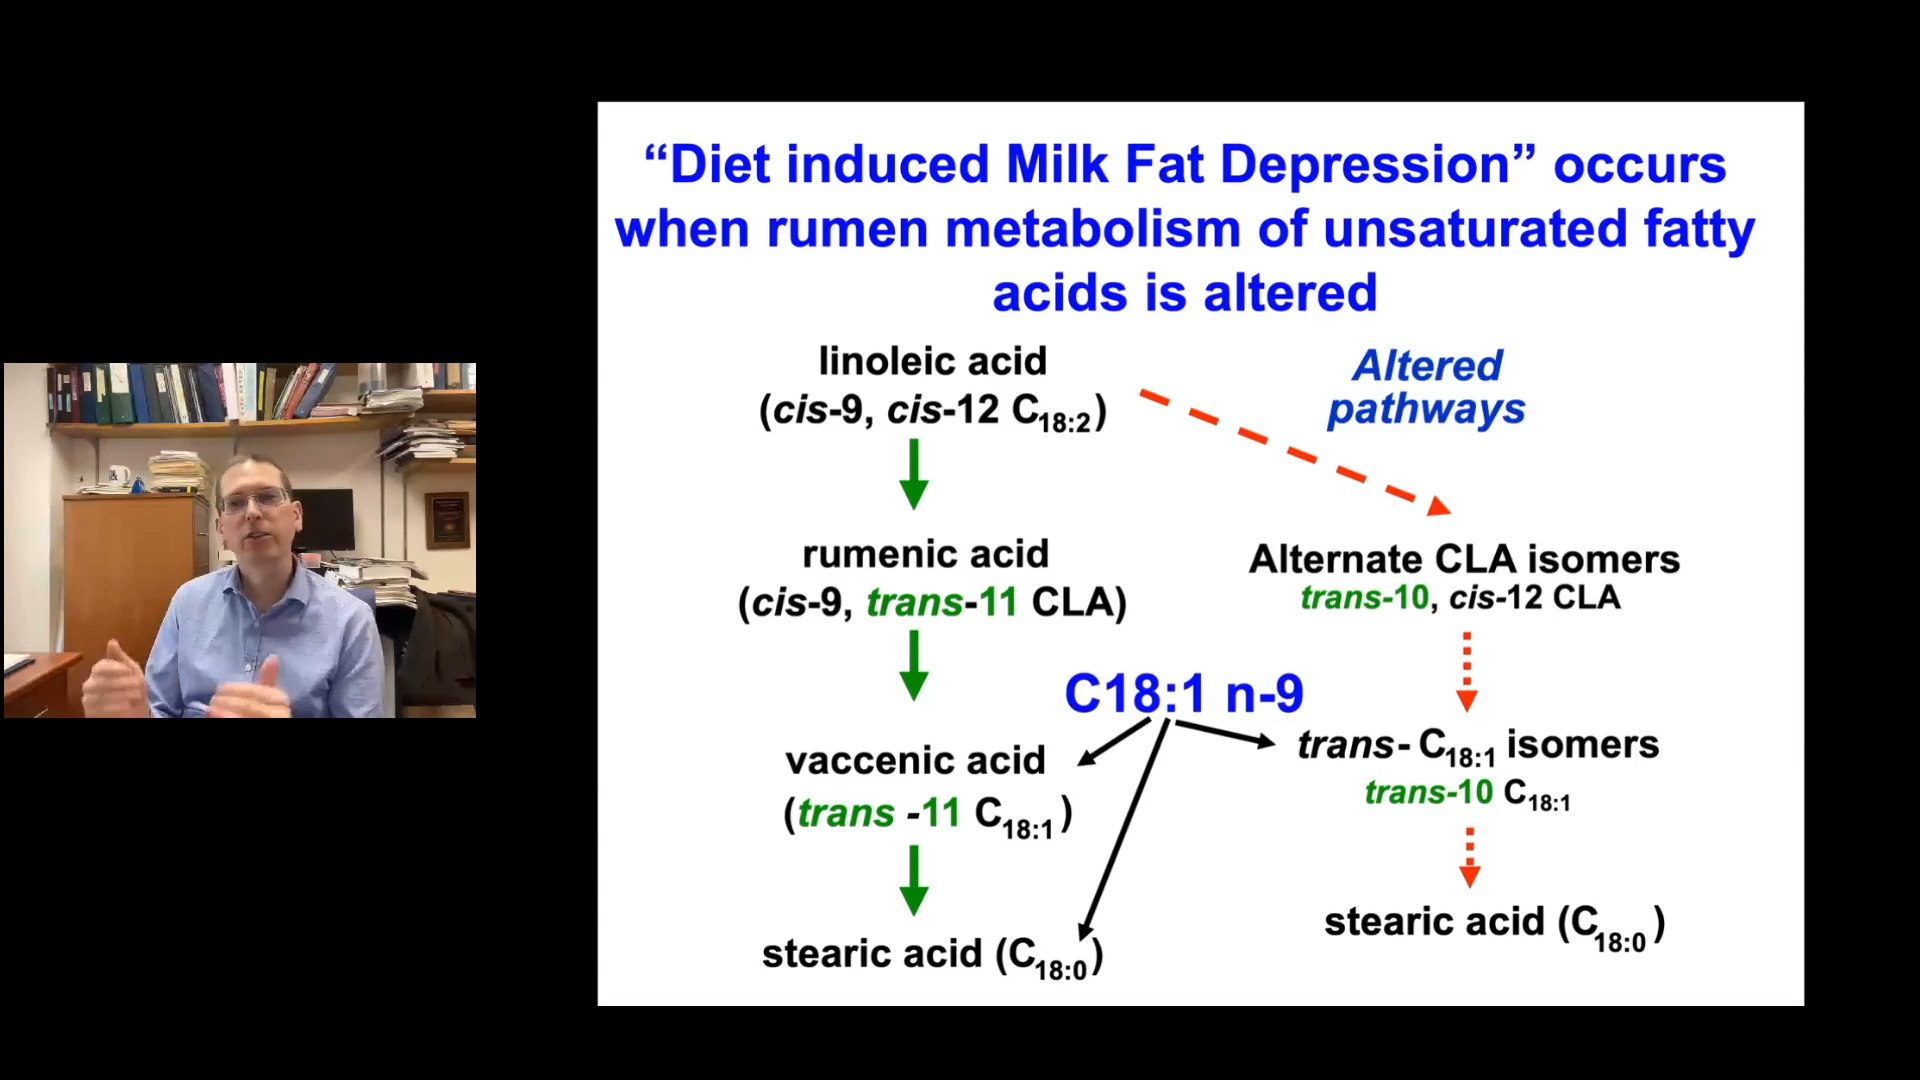 “Diet induced Milk Fat Depression” occurs
when rumen metabolism of unsaturated fatty
acids is altered
linoleic acid
(cis-9, cis-12 C18:2)
Altered
pathways
rumenic acid
(cis-9, trans-11 CLA)
Alternate CLA isomers
trans-10, cis-12 CLA
C18:1 n-9
vaccenic acid
(trans -11 C18:1)
trans- C18:1 isomers
trans-10 C18:1
stearic acid (C18:0)
stearic acid (C18:0)